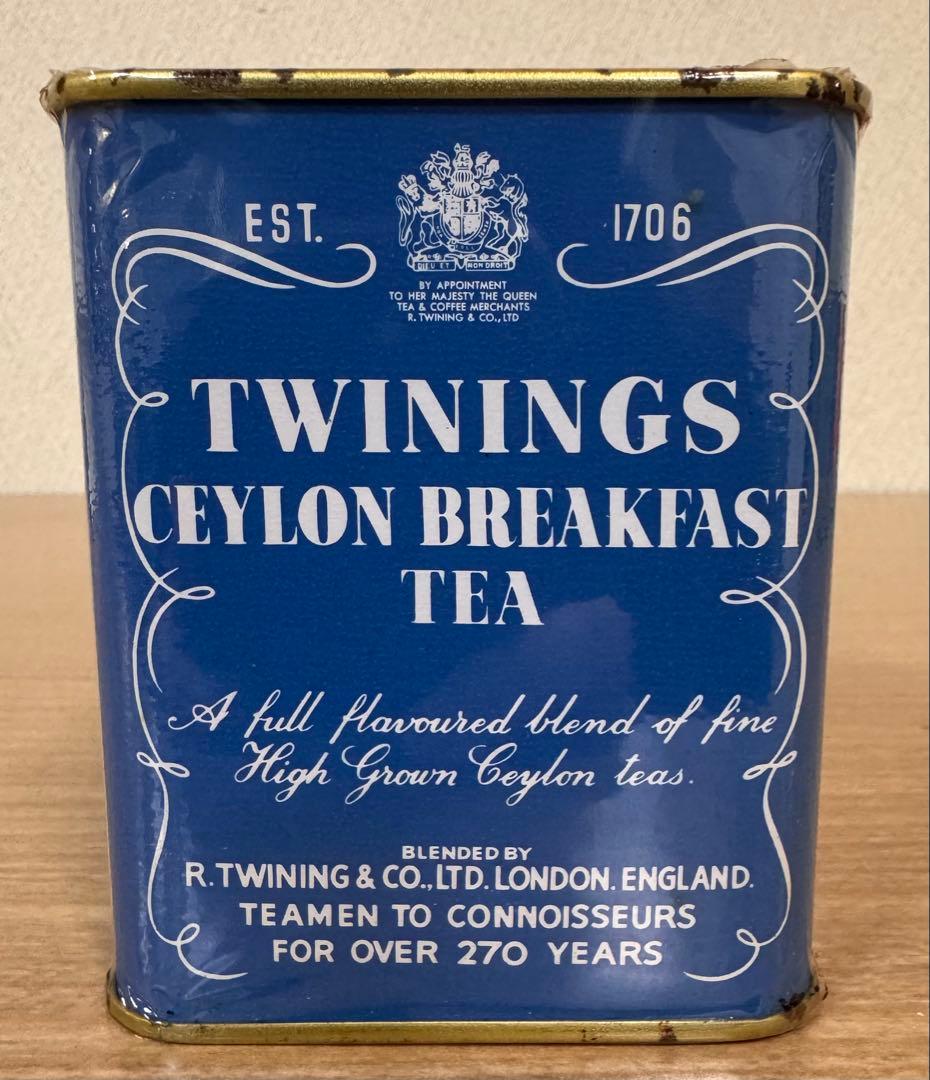 EST. 1706
DIEU ET MON DROIT
BY APPOINTMENT
TO HER MAJESTY THE QUEEN
TEA & COFFEE MERCHANTS
R. TWINING & CO., LTD
TWININGS
CEYLON BREAKFAST
TEA
A full flavoured blend of fine
High Grown Ceylon teas.
BLENDED BY
R. TWINING & CO., LTD. LONDON. ENGLAND.
TEAMEN TO CONNOISSEURS
FOR OVER 270 YEARS